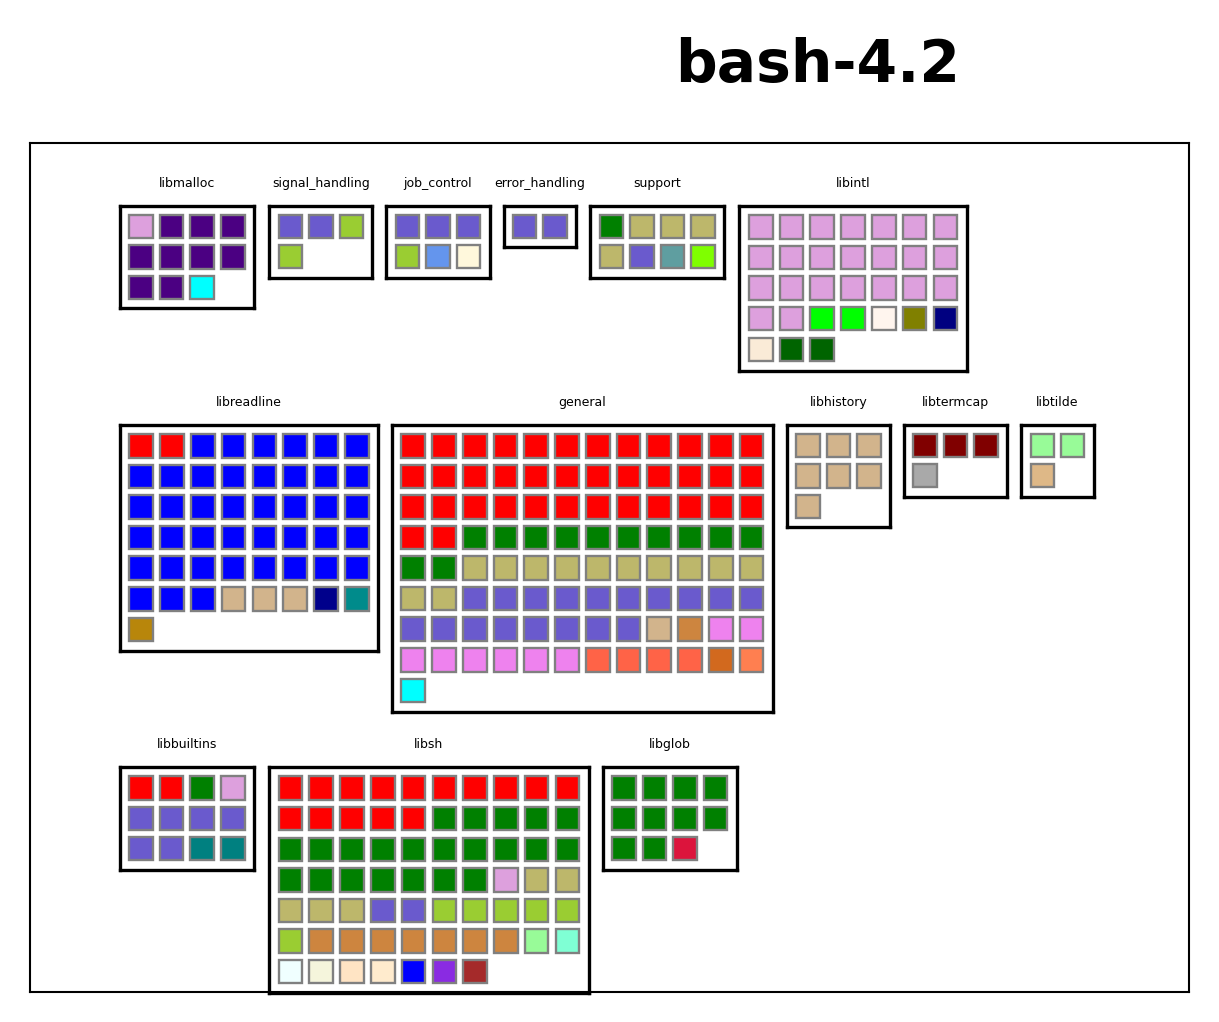 bash-4.2
libmalloc signal_handling job_control error_handling support libintl
libreadline general libhistory libtermcap libtilde
libbuiltins libsh libglob